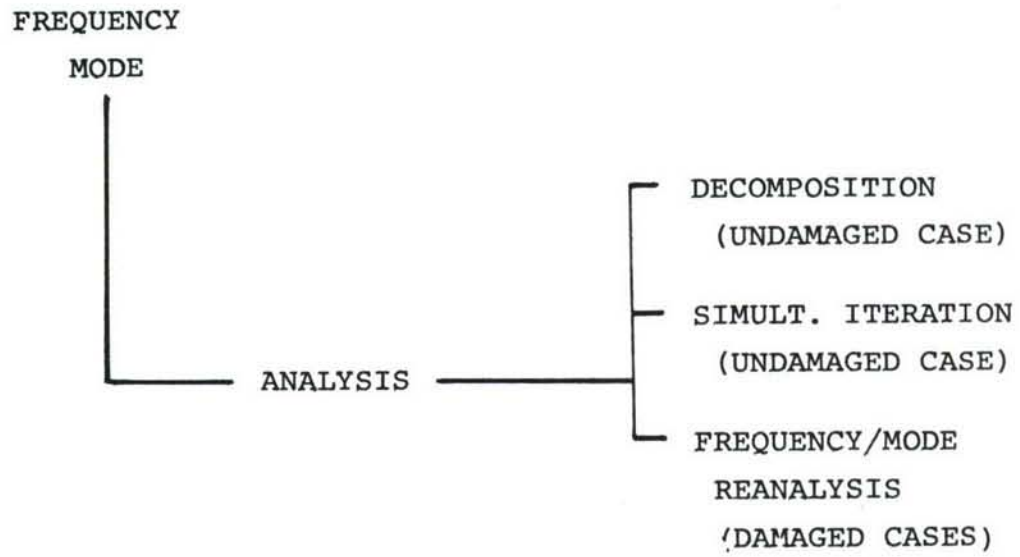 FREQUENCY
MODE
DECOMPOSITION
(UNDAMAGED CASE)
SIMULT. ITERATION
(UNDAMAGED CASE)
ANALYSIS
FREQUENCY/MODE
REANALYSIS
(DAMAGED CASES)